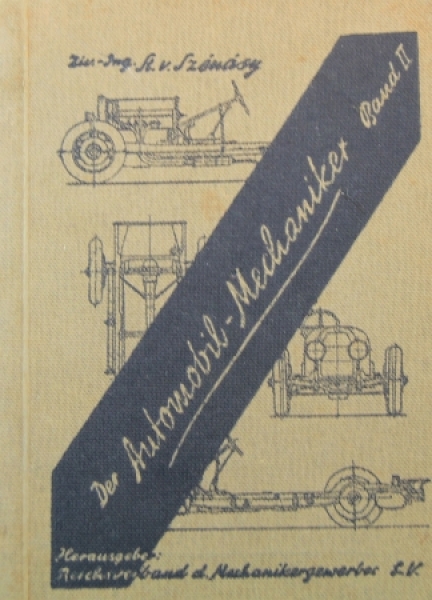 Ziv.-Ing. St. v. Szénásy
Der Automobil-Mechaniker Band II
Herausgeber:
Reichsverband d. Mechanikergewerbes E.V.